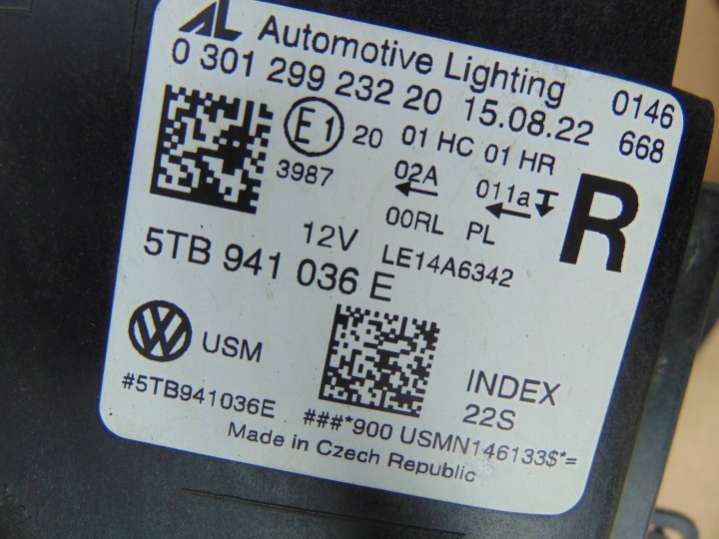 AL Automotive Lighting
0 301 299 232 20 15.08.22
0146
668
E1 20 01 HC 01 HR
3987
02A 011a
00RL PL
R
12V LE14A6342
5TB 941 036 E
VW USM
INDEX
22S
#5TB941036E
###*900 USMN146133$*=
Made in Czech Republic